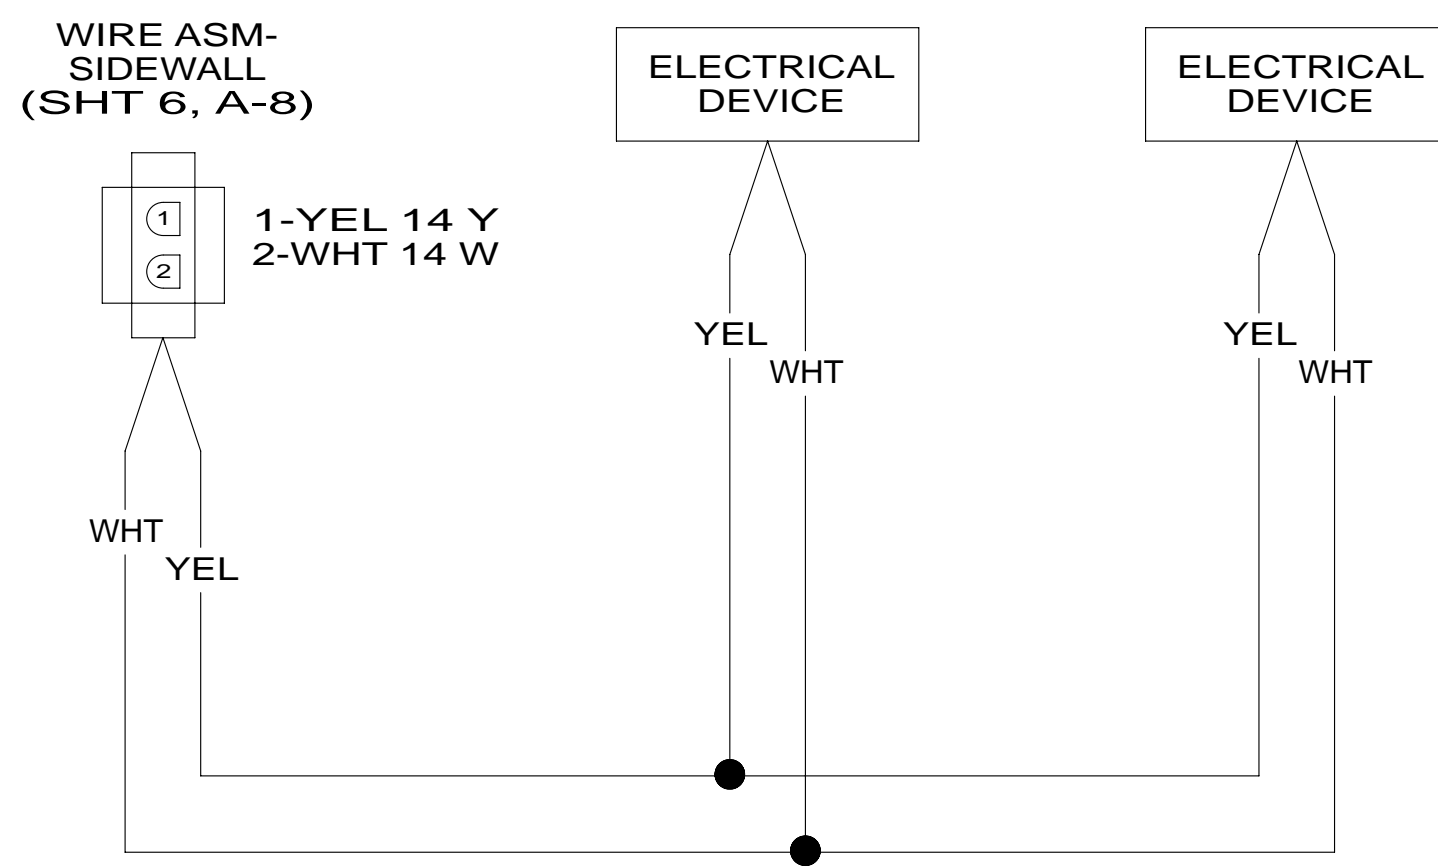 WIRE ASM-
SIDEWALL
(SHT 6, A-8)
1
2
1-YEL 14 Y
2-WHT 14 W
WHT
YEL
ELECTRICAL
DEVICE
YEL
WHT
ELECTRICAL
DEVICE
YEL
WHT